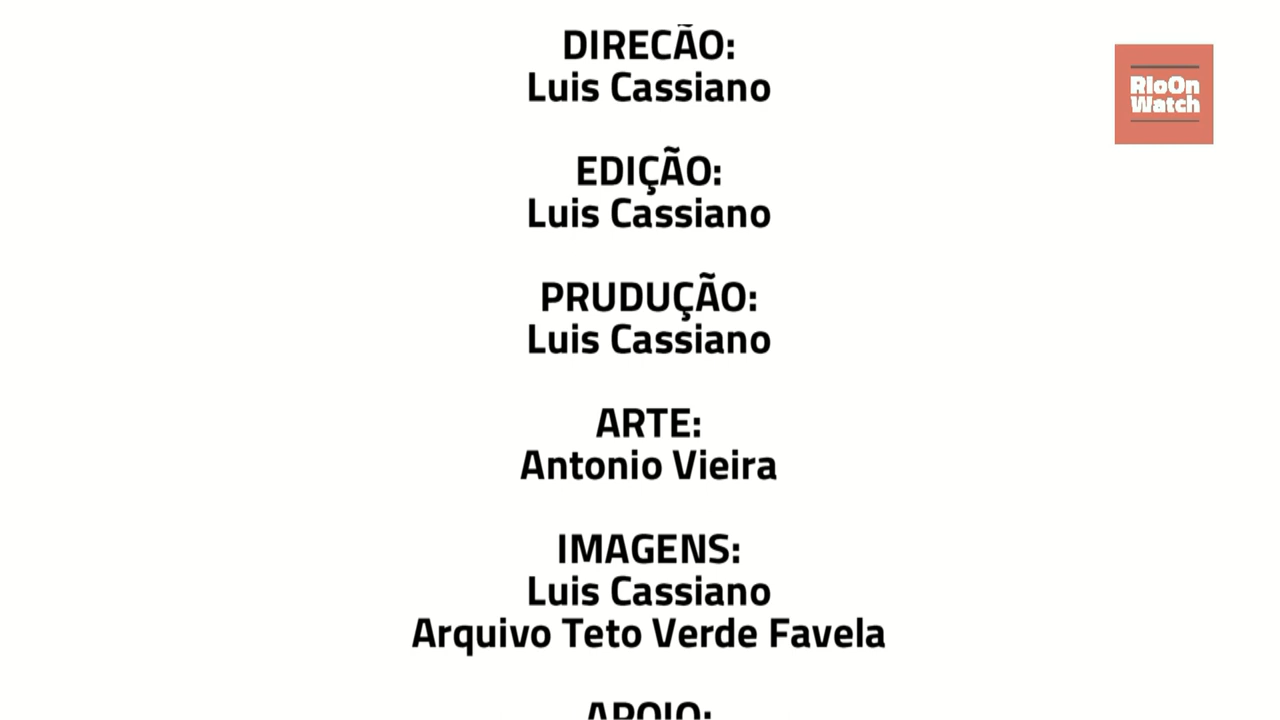 DIRECÃO:
Luis Cassiano
EDIÇÃO:
Luis Cassiano
PRUDUÇÃO:
Luis Cassiano
ARTE:
Antonio Vieira
IMAGENS:
Luis Cassiano
Arquivo Teto Verde Favela
APOIO:
RioOn
Watch